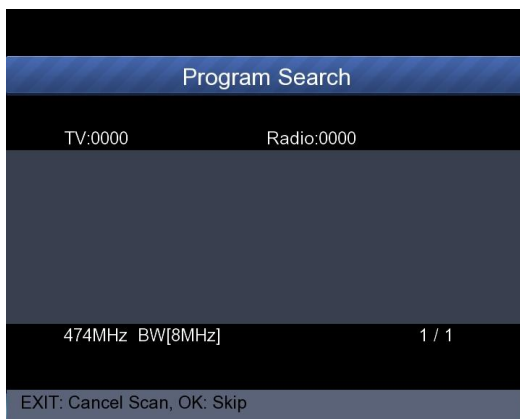 Program Search
TV:0000 Radio:0000
474MHz BW[8MHz] 1 / 1
EXIT: Cancel Scan, OK: Skip